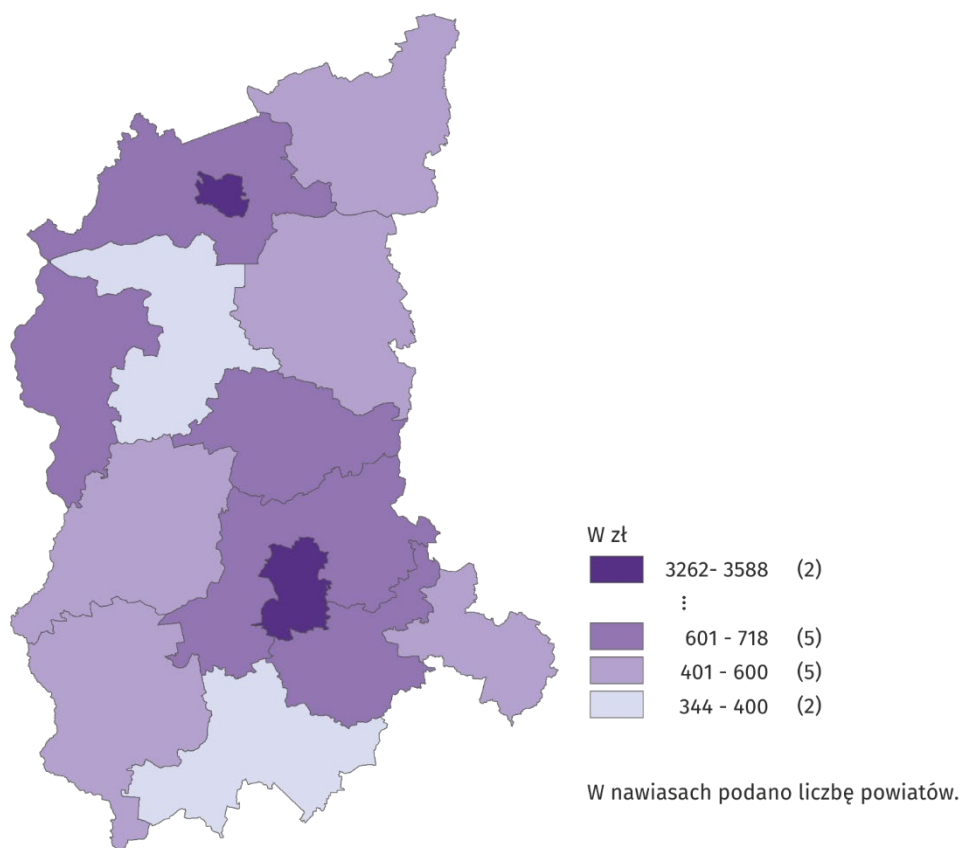 W zł
3262- 3588 (2)
⋮
601 - 718 (5)
401 - 600 (5)
344 - 400 (2)
W nawiasach podano liczbę powiatów.